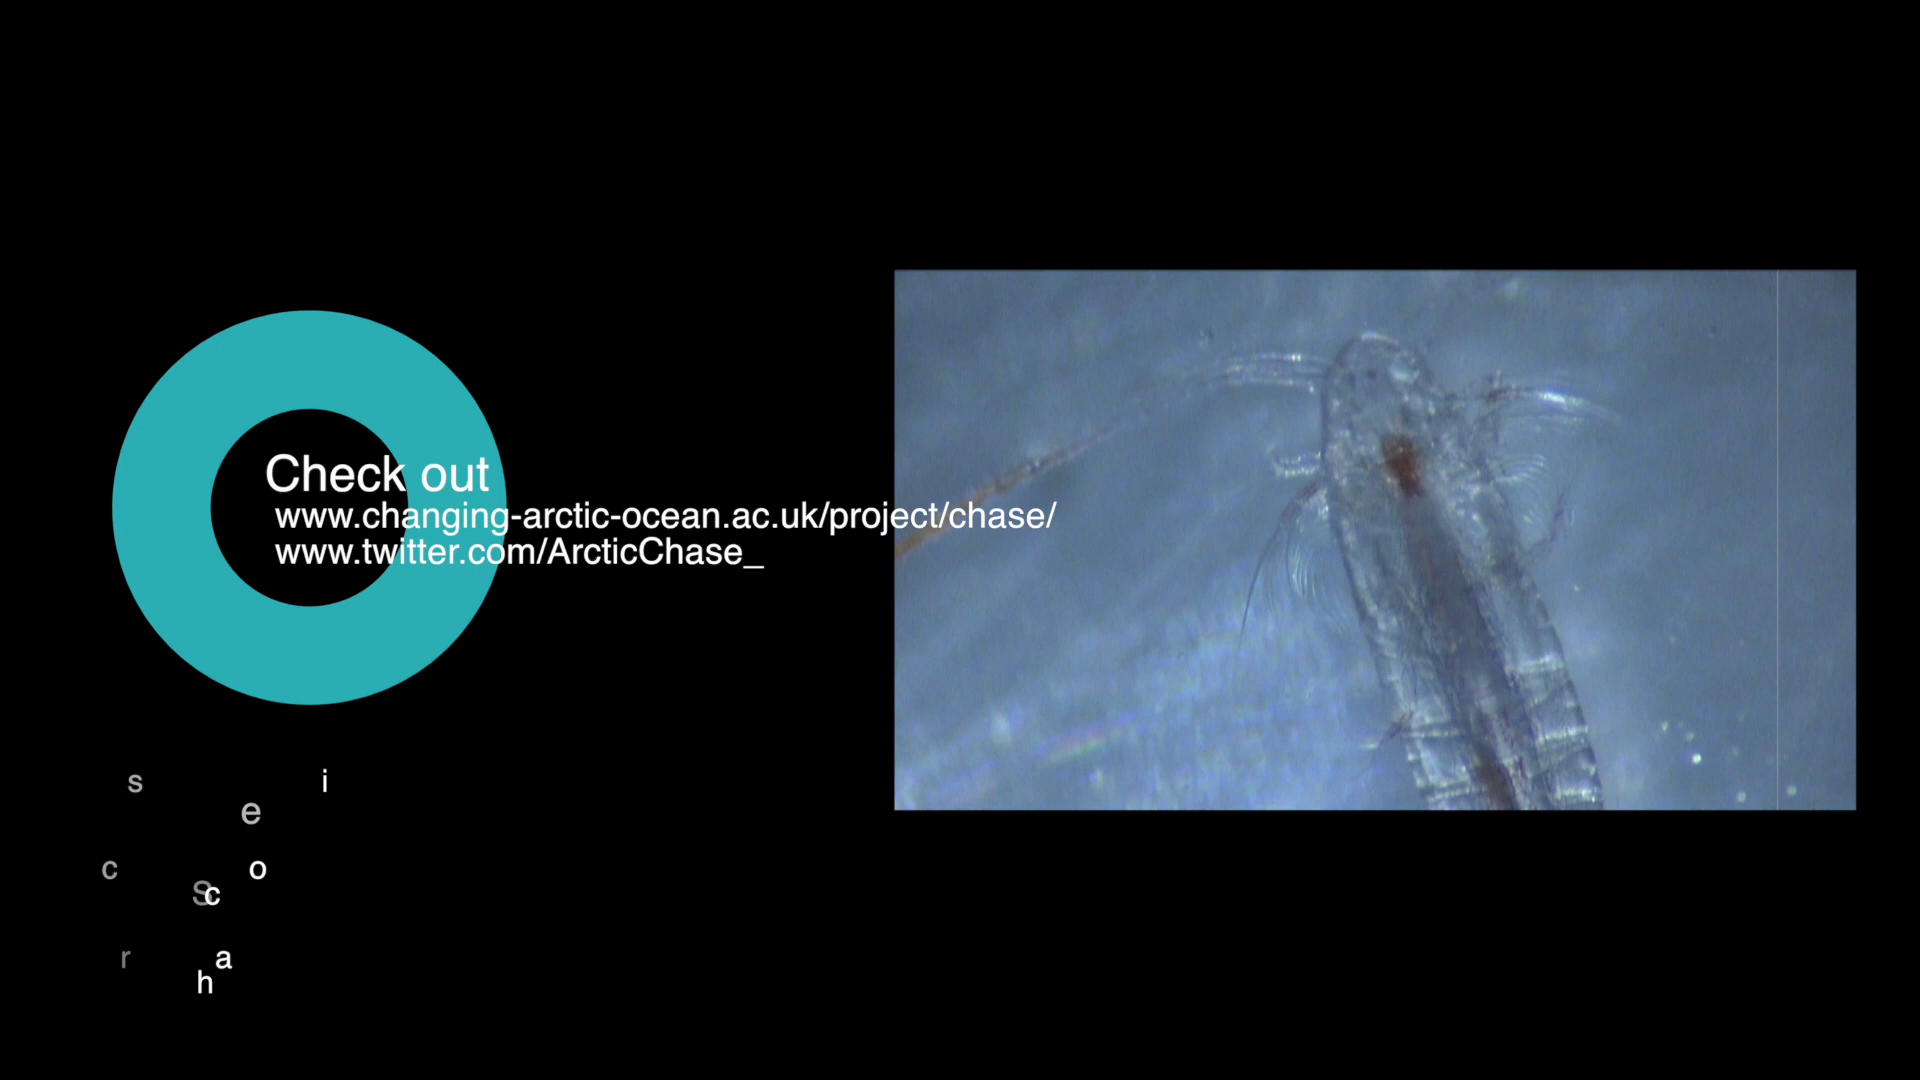 Check out
www.changing-arctic-ocean.ac.uk/project/chase/
www.twitter.com/ArcticChase_
s i
e
c o
S c
r a
h